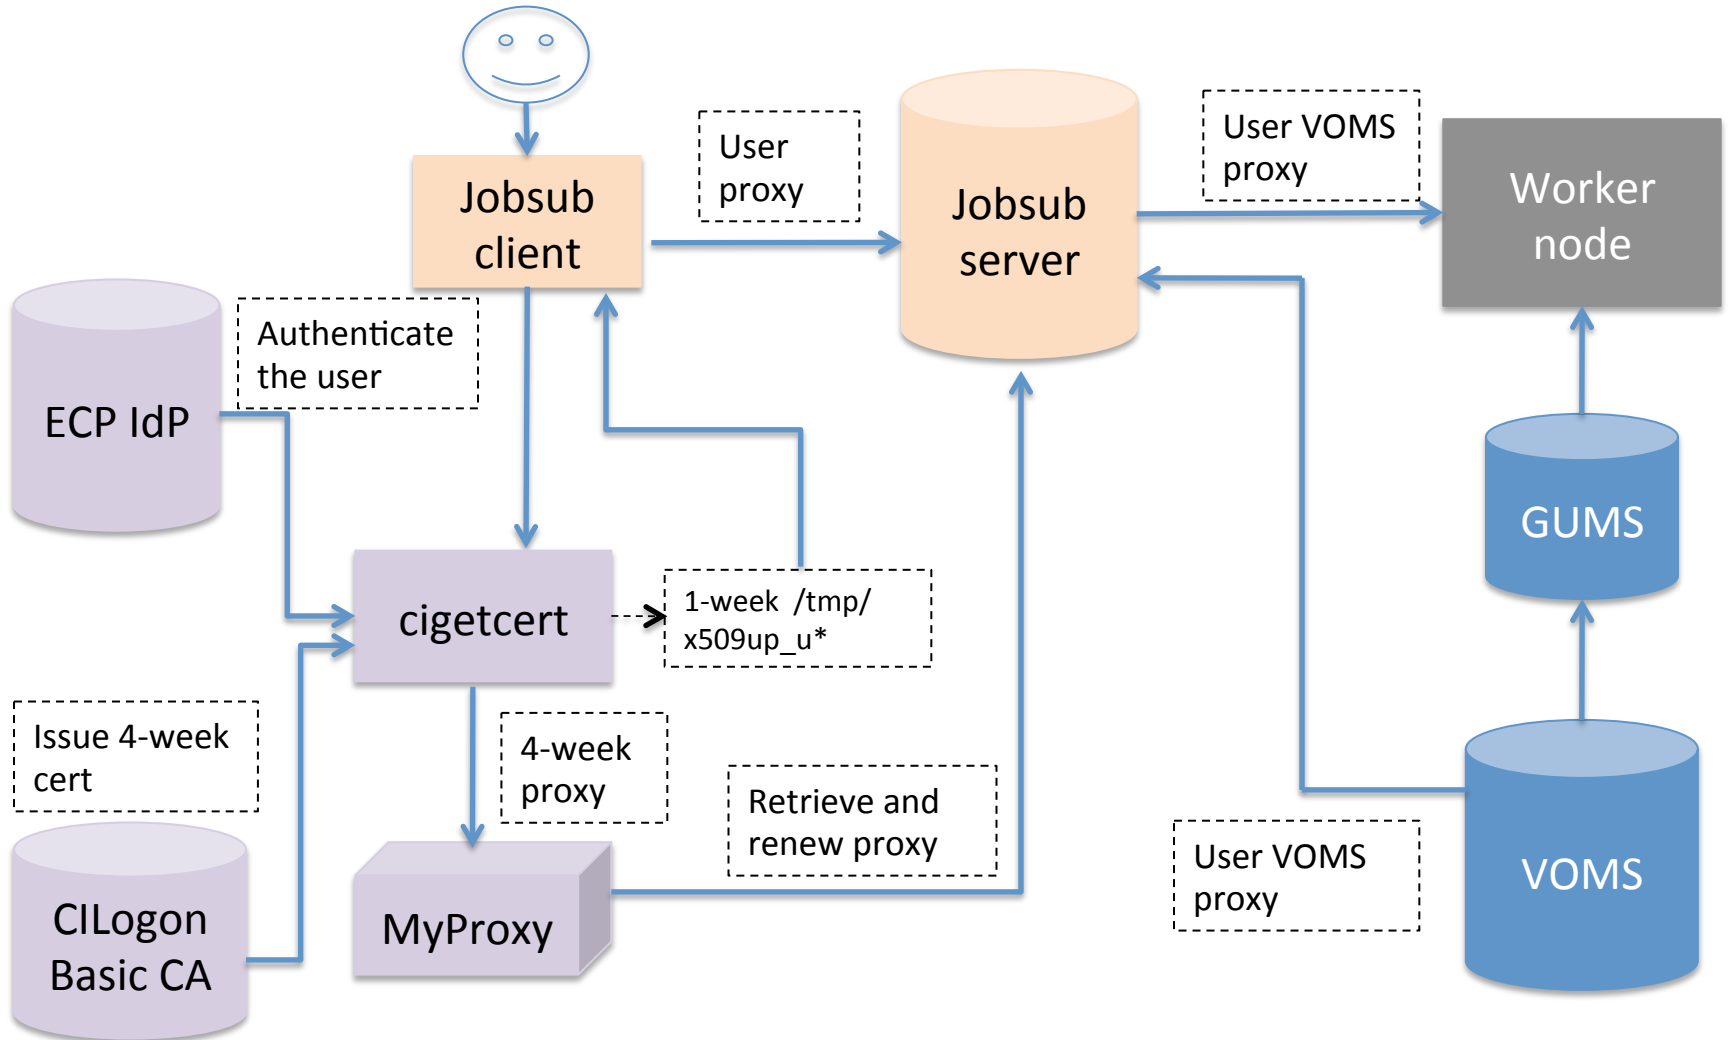 User
proxy
User VOMS
proxy
Jobsub
client
Jobsub
server
Worker
node
Authenticate
the user
ECP IdP
GUMS
cigetcert
1-week /tmp/
x509up_u*
Issue 4-week
cert
4-week
proxy
Retrieve and
renew proxy
User VOMS
proxy
VOMS
CILogon
Basic CA
MyProxy